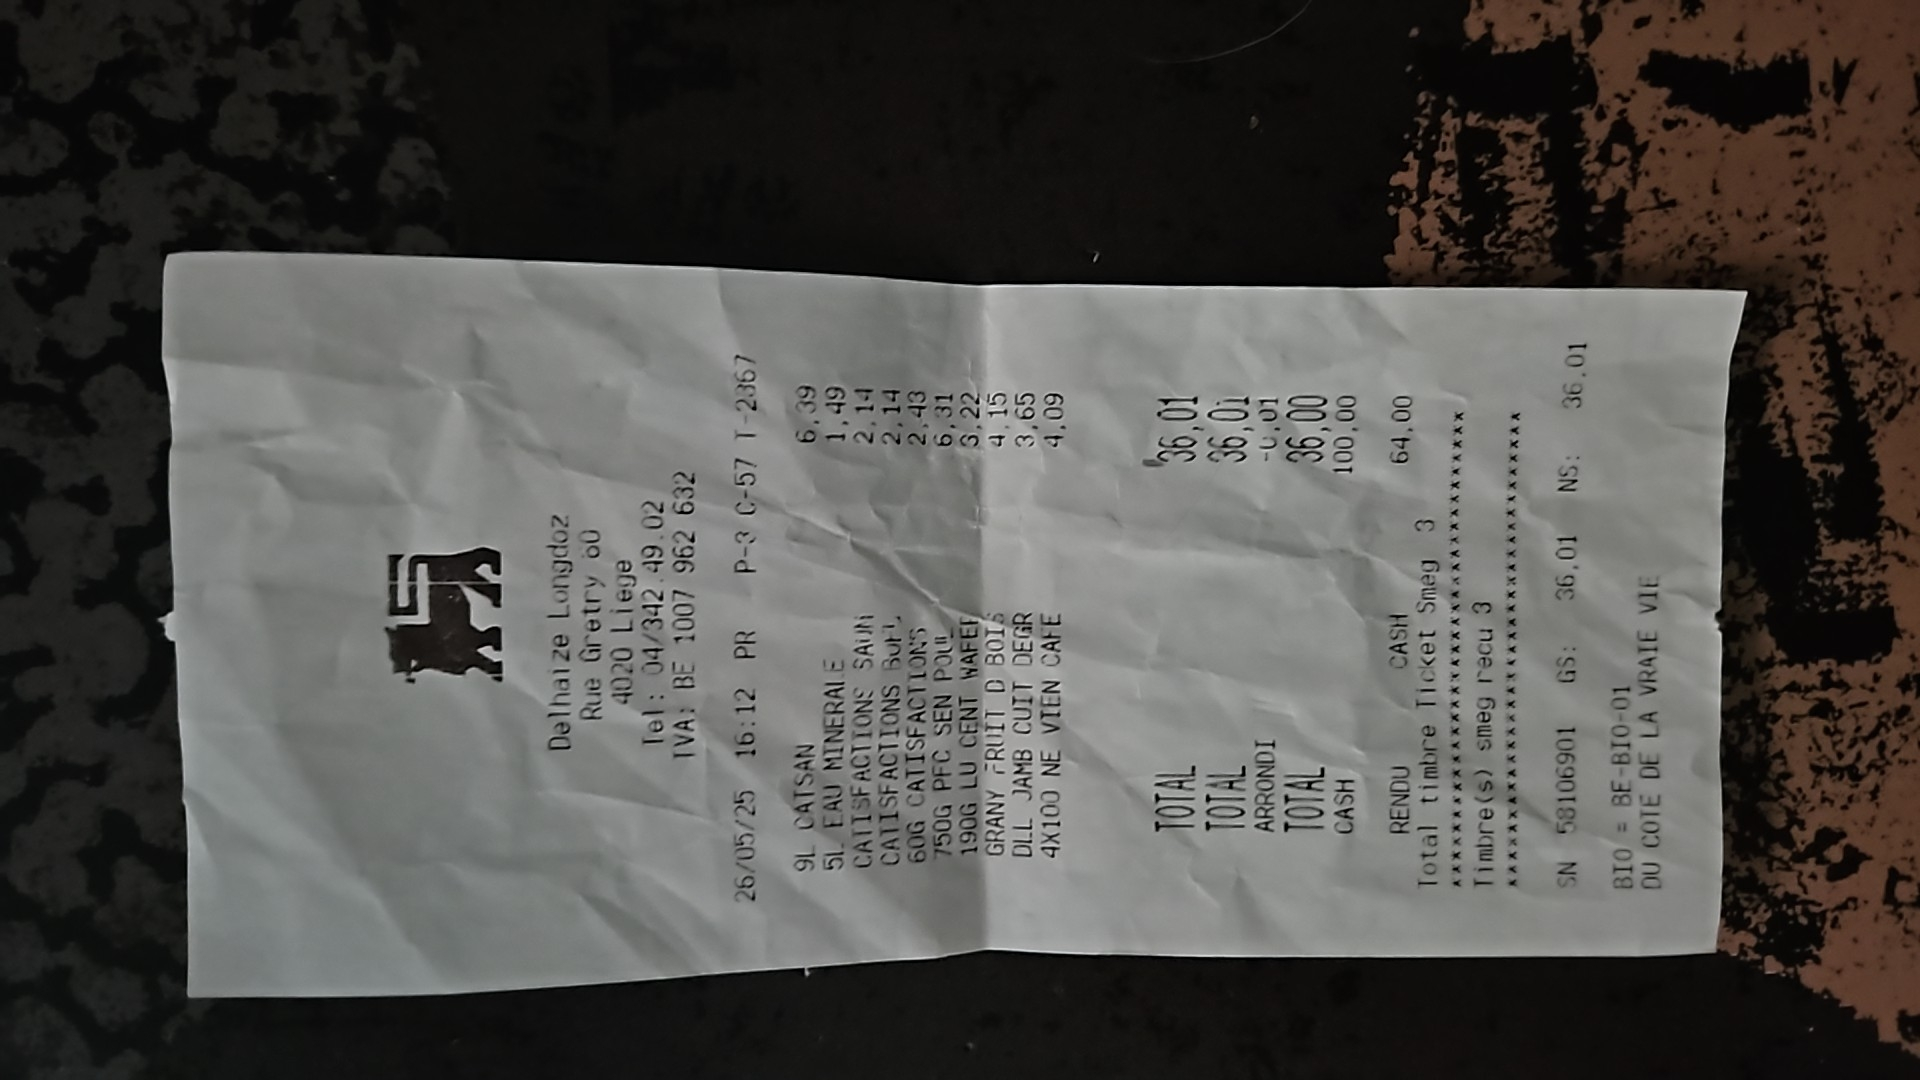 Delhaize Longdoz
Rue Gretry 60
4020 Liege
Tel : 04/342.49.02
TVA: BE 1007 962 632
26/05/25 16:12 PR P-3 C-57 T-2367
9L CATSAN 6,39
5L EAU MINERALE 1,49
CATISFACTIONS SAUM 2,14
CATISFACTIONS BOFU 2,14
60G CATISFACTIONS 2,43
750G PFC SEN POUL 6,31
190G LU CENT WAFER 3,22
GRANY FRUIT D BOIS 4,15
DLL JAMB CUIT DEGR 3,65
4X100 NE VIEN CAFE 4,09
TOTAL 36,01
TOTAL 36,01
ARRONDI -0,01
TOTAL 36,00
CASH 100,00
RENDU CASH 64,00
Total timbre Ticket Smeg 3
***********************************
Timbre(s) smeg recu 3
***********************************
SN 58106901 GS: 36,01 NS: 36,01
BIO = BE-BIO-01
DU COTE DE LA VRAIE VIE